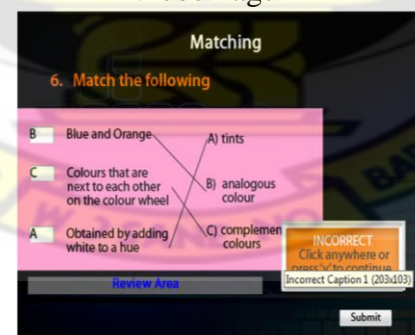 Matching
6. Match the following
B Blue and Orange
A) tints
C Colours that are
next to each other
on the colour wheel
B) analogous
colour
A Obtained by adding
white to a hue
C) complemen
colours
INCORRECT
Click anywhere or
press 'y' to continue
Incorrect Caption 1 (203x103)
Review Area
Submit